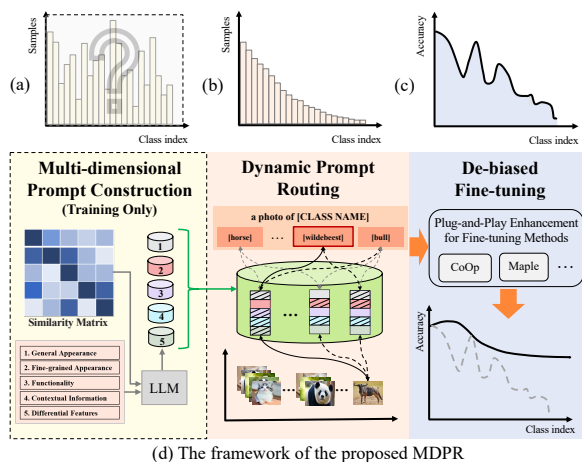 Samples
?
(a)
Class index
Samples
(b)
Class index
Accuracy
(c)
Class index
Multi-dimensional
Prompt Construction
(Training Only)
Similarity Matrix
1
2
3
4
5
1. General Appearance
2. Fine-grained Appearance
3. Functionality
4. Contextual Information
5. Differential Features
LLM
Dynamic Prompt
Routing
a photo of [CLASS NAME]
[horse] ··· [wildebeest] [bull]
...
...
De-biased
Fine-tuning
Plug-and-Play Enhancement
for Fine-tuning Methods
CoOp Maple ···
Accuracy
Class index
(d) The framework of the proposed MDPR